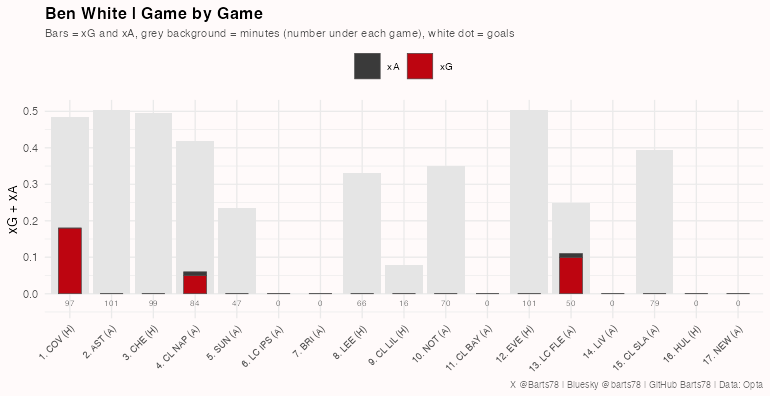 Ben White | Game by Game
Bars = xG and xA, grey background = minutes (number under each game), white dot = goals
xA xG
xG + xA
0.5
0.4
0.3
0.2
0.1
0.0
97 101 99 84 47 0 0 66 16 70 0 101 50 0 79 0 0
1. COV (H)
2. AST (A)
3. CHE (H)
4. CL NAP (A)
5. SUN (A)
6. LC IPS (A)
7. BRI (A)
8. LEE (H)
9. CL LIL (H)
10. NOT (A)
11. CL BAY (A)
12. EVE (H)
13. LC FLE (A)
14. LIV (A)
15. CL SLA (A)
16. HUL (H)
17. NEW (A)
X @Barts78 | Bluesky @barts78 | GitHub Barts78 | Data: Opta